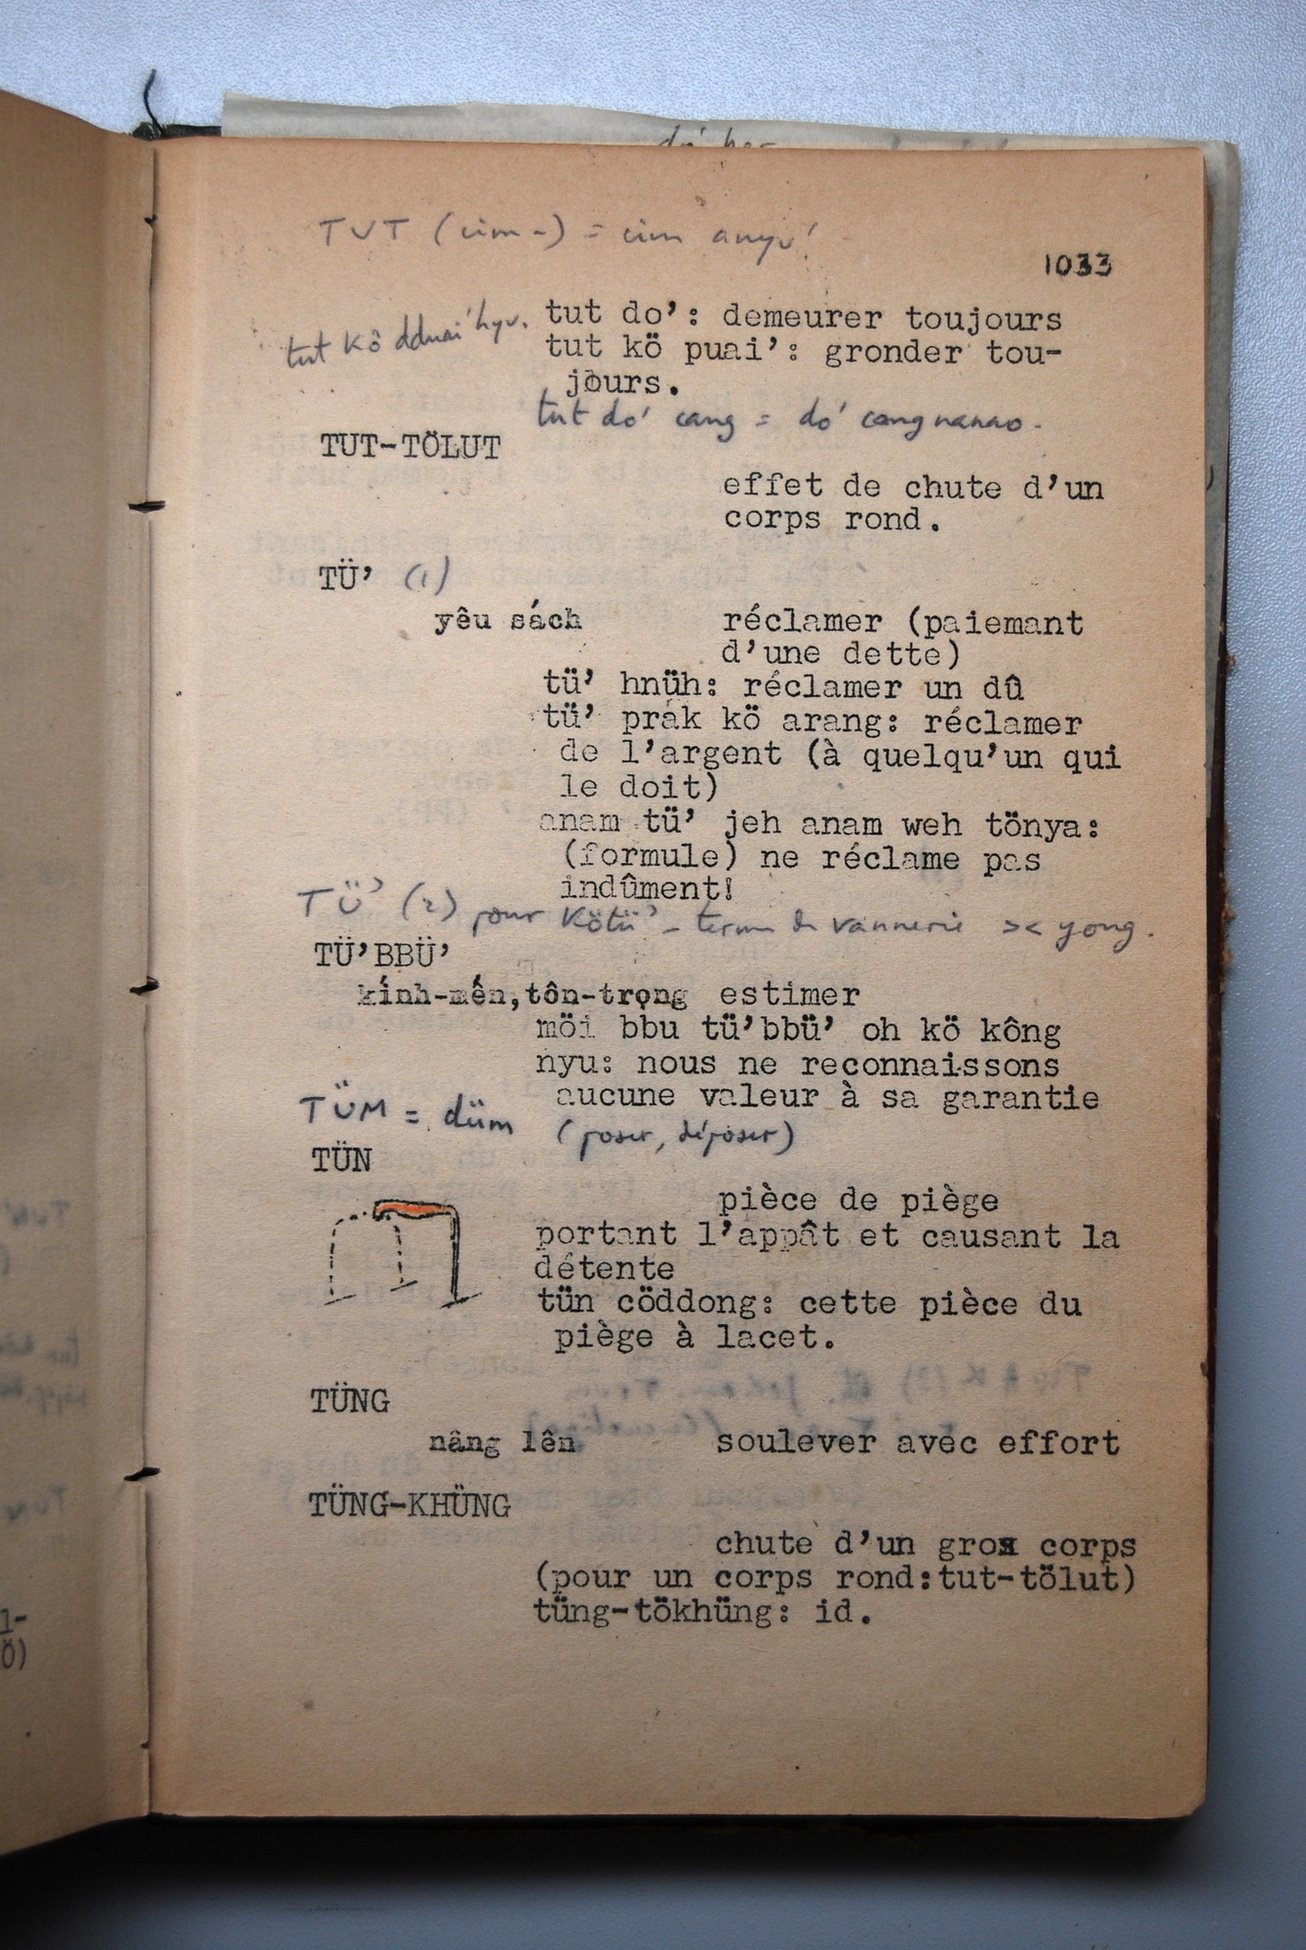 TUT (cim-) = cim anyu'
1033
tut kô dduai' hyu.
tut do': demeurer toujours
tut kö puai': gronder tou-
jours.
tut do' cang = do' cang nanao.
TUT-TÖLUT
effet de chute d'un
corps rond.
TÜ' (1)
yêu sách réclamer (paiemant
d'une dette)
tü' hnüh: réclamer un dû
tü' prák kö arang: réclamer
de l'argent (à quelqu'un qui
le doit)
anam tü' jeh anam weh tönya:
(formule) ne réclame pas
indûment!
TÜ' (2) pour Kötü' - terme de vannerie >< yong.
TÜ'BBÜ'
kính-mến, tôn-trọng estimer
möi bbu tü'bbü' oh kö kông
nyu: nous ne reconnaissons
aucune valeur à sa garantie
TÜM = düm (poser, déposer)
TÜN
pièce de piège
portant l'appât et causant la
détente
tün cöddong: cette pièce du
piège à lacet.
TÜNG
nâng lên soulever avec effort
TÜNG-KHÜNG
chute d'un gros corps
(pour un corps rond:tut-tölut)
tüng-tökhüng: id.